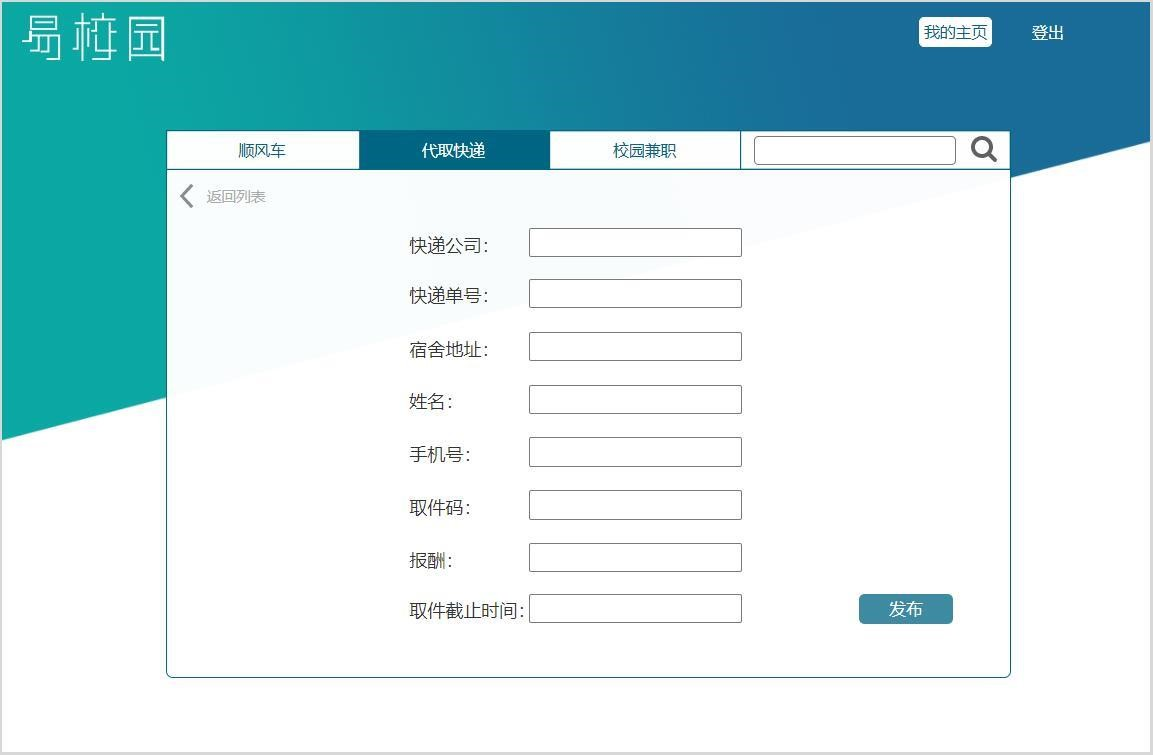 易校园
我的主页 登出
顺风车 代取快递 校园兼职
返回列表
快递公司：
快递单号：
宿舍地址：
姓名：
手机号：
取件码：
报酬：
取件截止时间：
发布